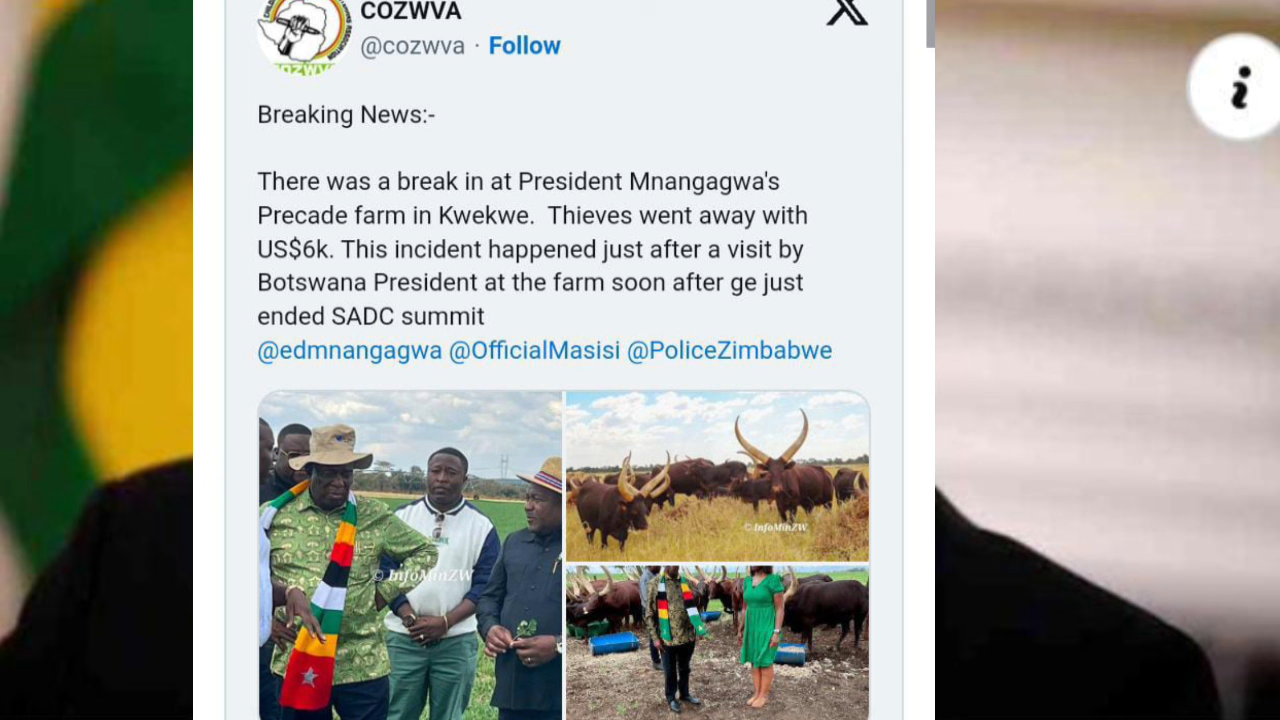 COZWVA
@cozwva · Follow
Breaking News:-
There was a break in at President Mnangagwa's
Precade farm in Kwekwe.  Thieves went away with
US$6k. This incident happened just after a visit by
Botswana President at the farm soon after ge just
ended SADC summit
@edmnangagwa @OfficialMasisi @PoliceZimbabwe
© InfoMinZW
© InfoMinZW